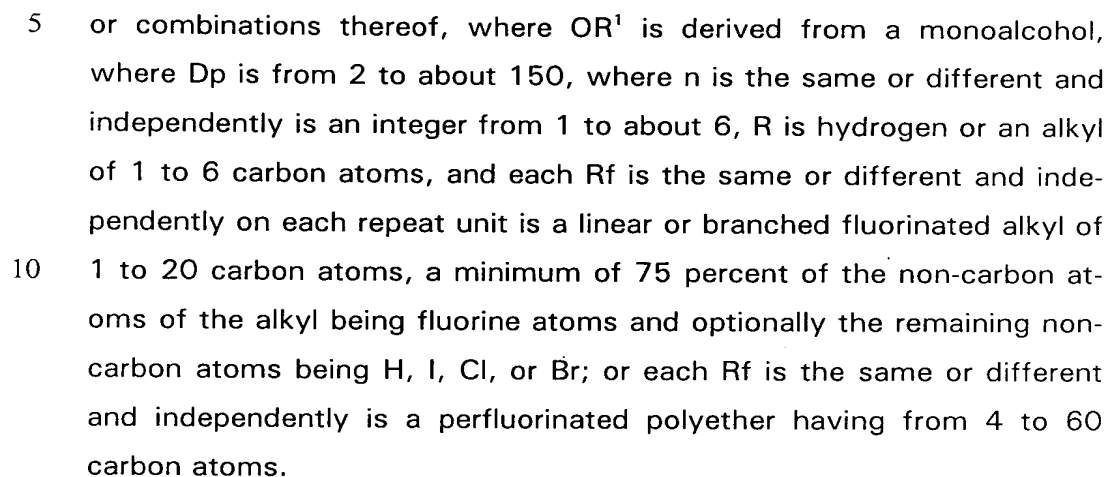 5 or combinations thereof, where OR¹ is derived from a monoalcohol,
where Dp is from 2 to about 150, where n is the same or different and
independently is an integer from 1 to about 6, R is hydrogen or an alkyl
of 1 to 6 carbon atoms, and each Rf is the same or different and inde-
pendently on each repeat unit is a linear or branched fluorinated alkyl of
10 1 to 20 carbon atoms, a minimum of 75 percent of the non-carbon at-
oms of the alkyl being fluorine atoms and optionally the remaining non-
carbon atoms being H, I, Cl, or Br; or each Rf is the same or different
and independently is a perfluorinated polyether having from 4 to 60
carbon atoms.